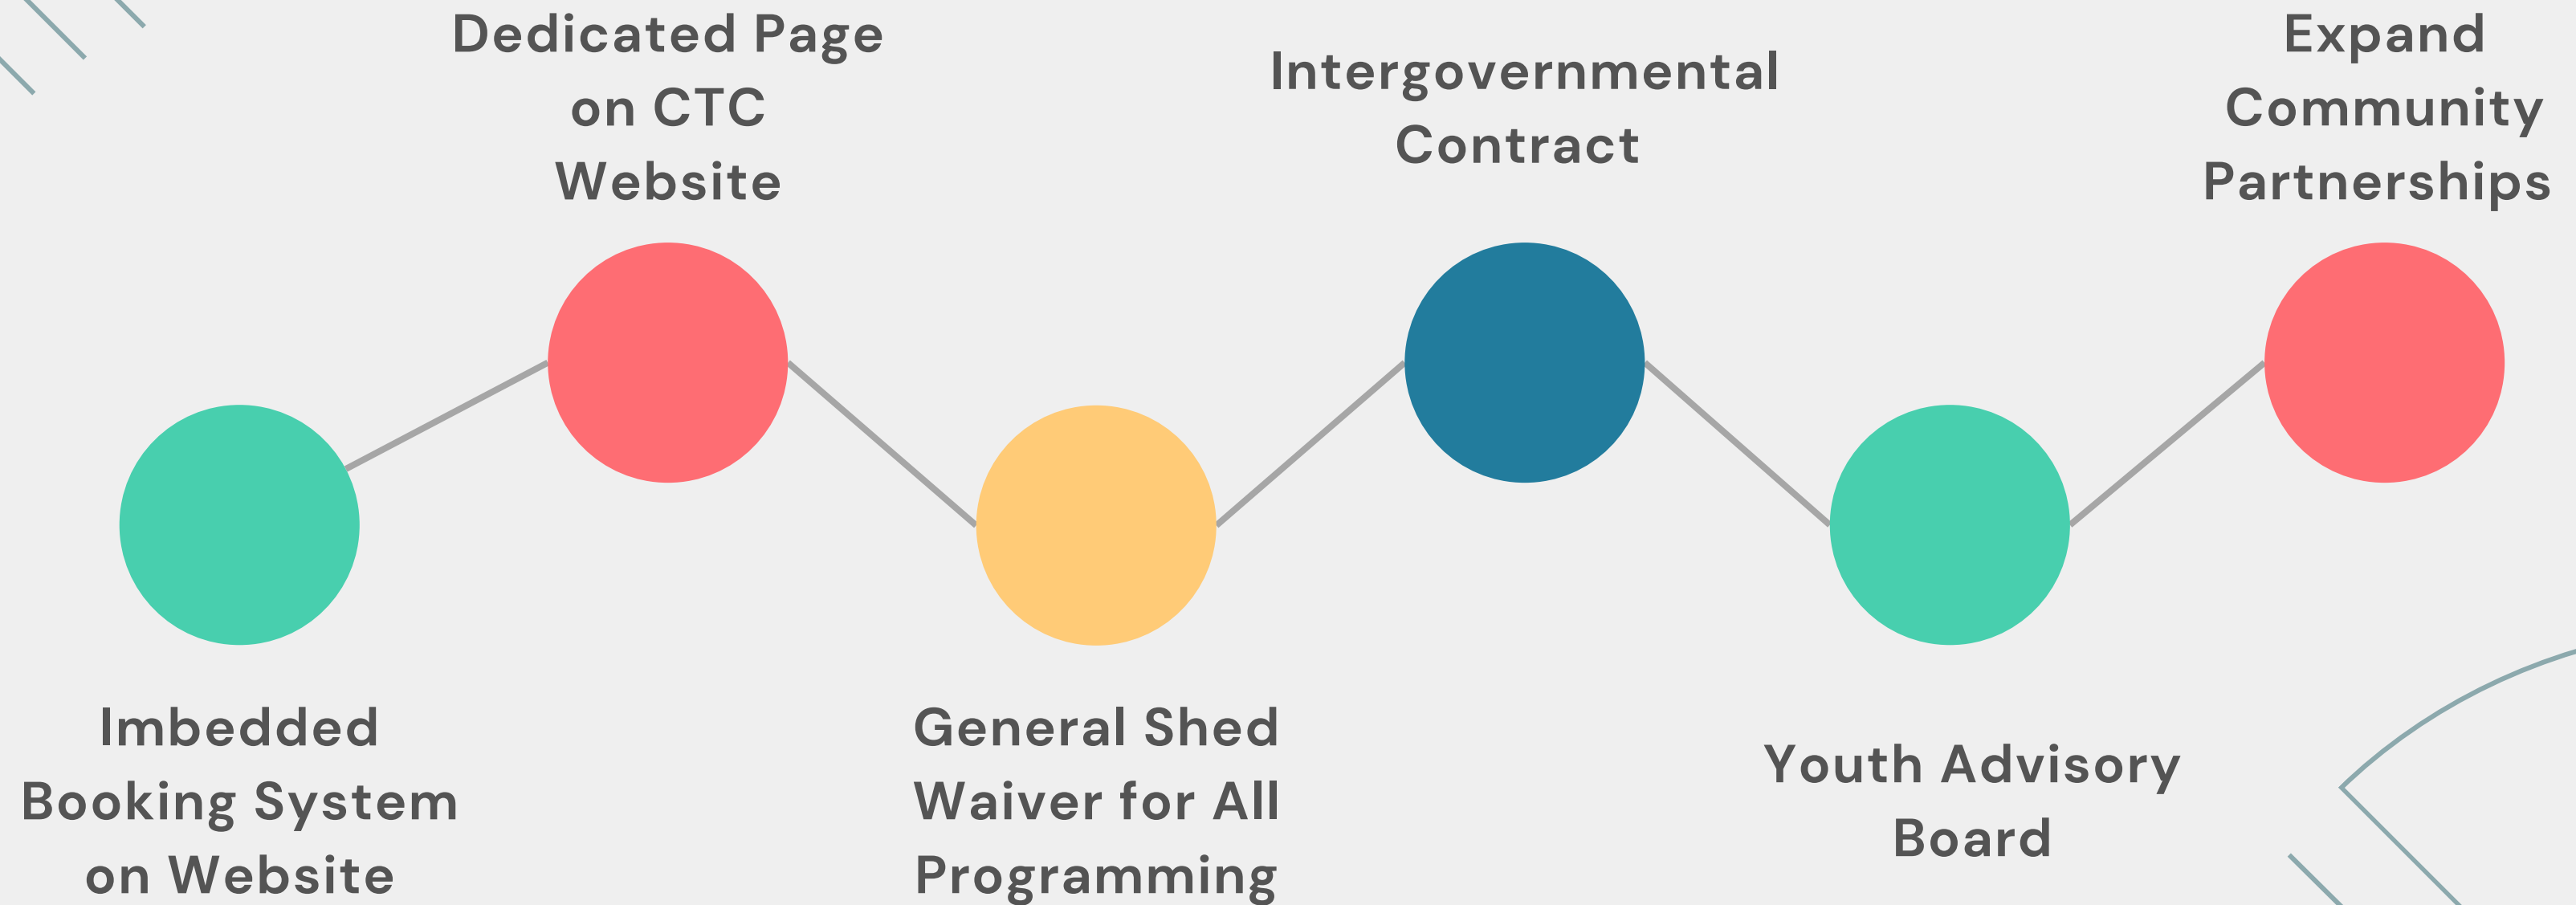 Imbedded
Booking System
on Website
Dedicated Page
on CTC
Website
General Shed
Waiver for All
Programming
Intergovernmental
Contract
Youth Advisory
Board
Expand
Community
Partnerships